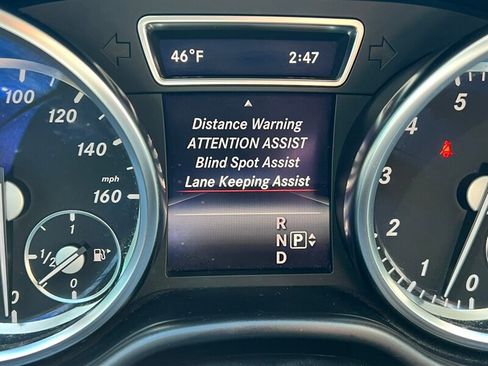 46°F 2:47
100
120
140
mph
160
1
1/2
0
0
Distance Warning
ATTENTION ASSIST
Blind Spot Assist
Lane Keeping Assist
R
N P
D
5
4
3
2
1
0